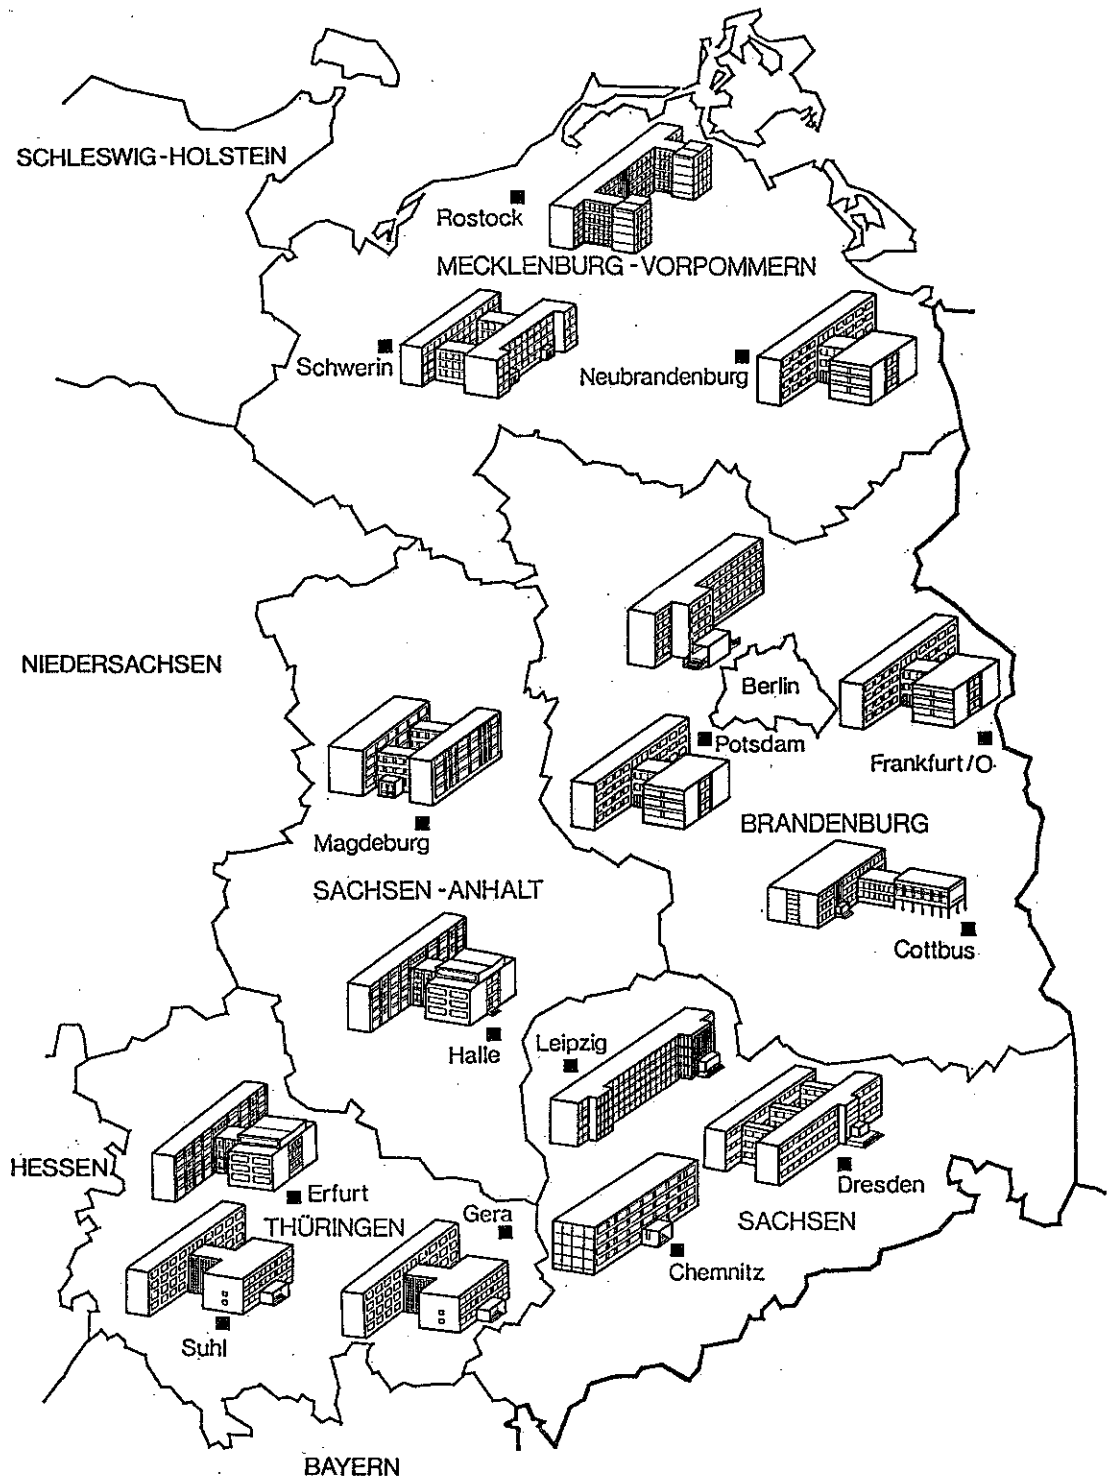 SCHLESWIG-HOLSTEIN
Rostock
MECKLENBURG-VORPOMMERN
Schwerin
Neubrandenburg
NIEDERSACHSEN
Berlin
Potsdam
Frankfurt/O.
Magdeburg
BRANDENBURG
SACHSEN-ANHALT
Cottbus
Halle
Leipzig
HESSEN
Erfurt
Dresden
THÜRINGEN
Gera
SACHSEN
Chemnitz
Suhl
BAYERN